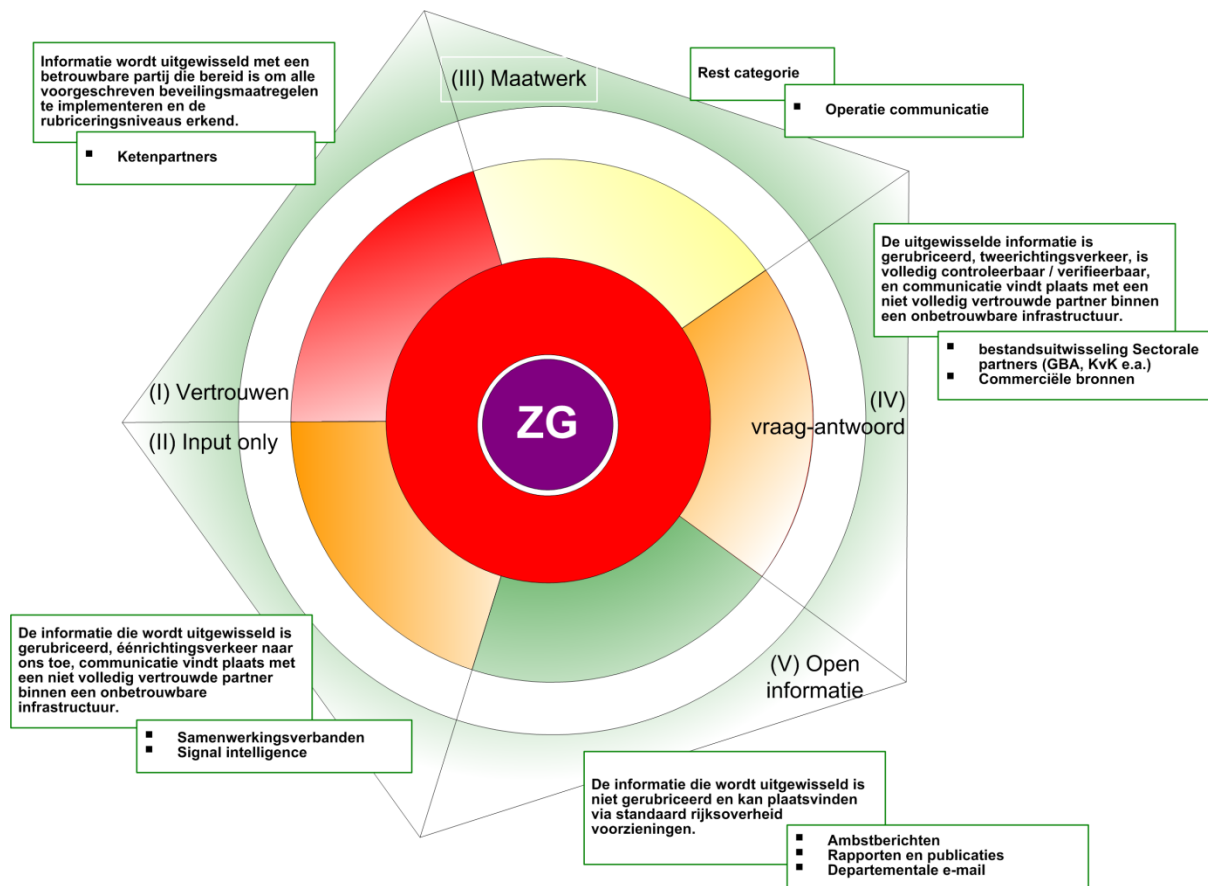 Informatie wordt uitgewisseld met een
betrouwbare partij die bereid is om alle
voorgeschreven beveilingsmaatregelen
te implementeren en de
rubriceringsniveaus erkend.
▪ Ketenpartners
(III) Maatwerk
Rest categorie
▪ Operatie communicatie
De uitgewisselde informatie is
gerubriceerd, tweerichtingsverkeer, is
volledig controleerbaar / verifieerbaar,
en communicatie vindt plaats met een
niet volledig vertrouwde partner binnen
een onbetrouwbare infrastructuur.
▪ bestandsuitwisseling Sectorale
partners (GBA, KvK e.a.)
▪ Commerciële bronnen
(I) Vertrouwen
(II) Input only
ZG
(IV)
vraag-antwoord
De informatie die wordt uitgewisseld is
gerubriceerd, éénrichtingsverkeer naar
ons toe, communicatie vindt plaats met
een niet volledig vertrouwde partner
binnen een onbetrouwbare
infrastructuur.
▪ Samenwerkingsverbanden
▪ Signal intelligence
(V) Open
informatie
De informatie die wordt uitgewisseld is
niet gerubriceerd en kan plaatsvinden
via standaard rijksoverheid
voorzieningen.
▪ Ambstberichten
▪ Rapporten en publicaties
▪ Departementale e-mail